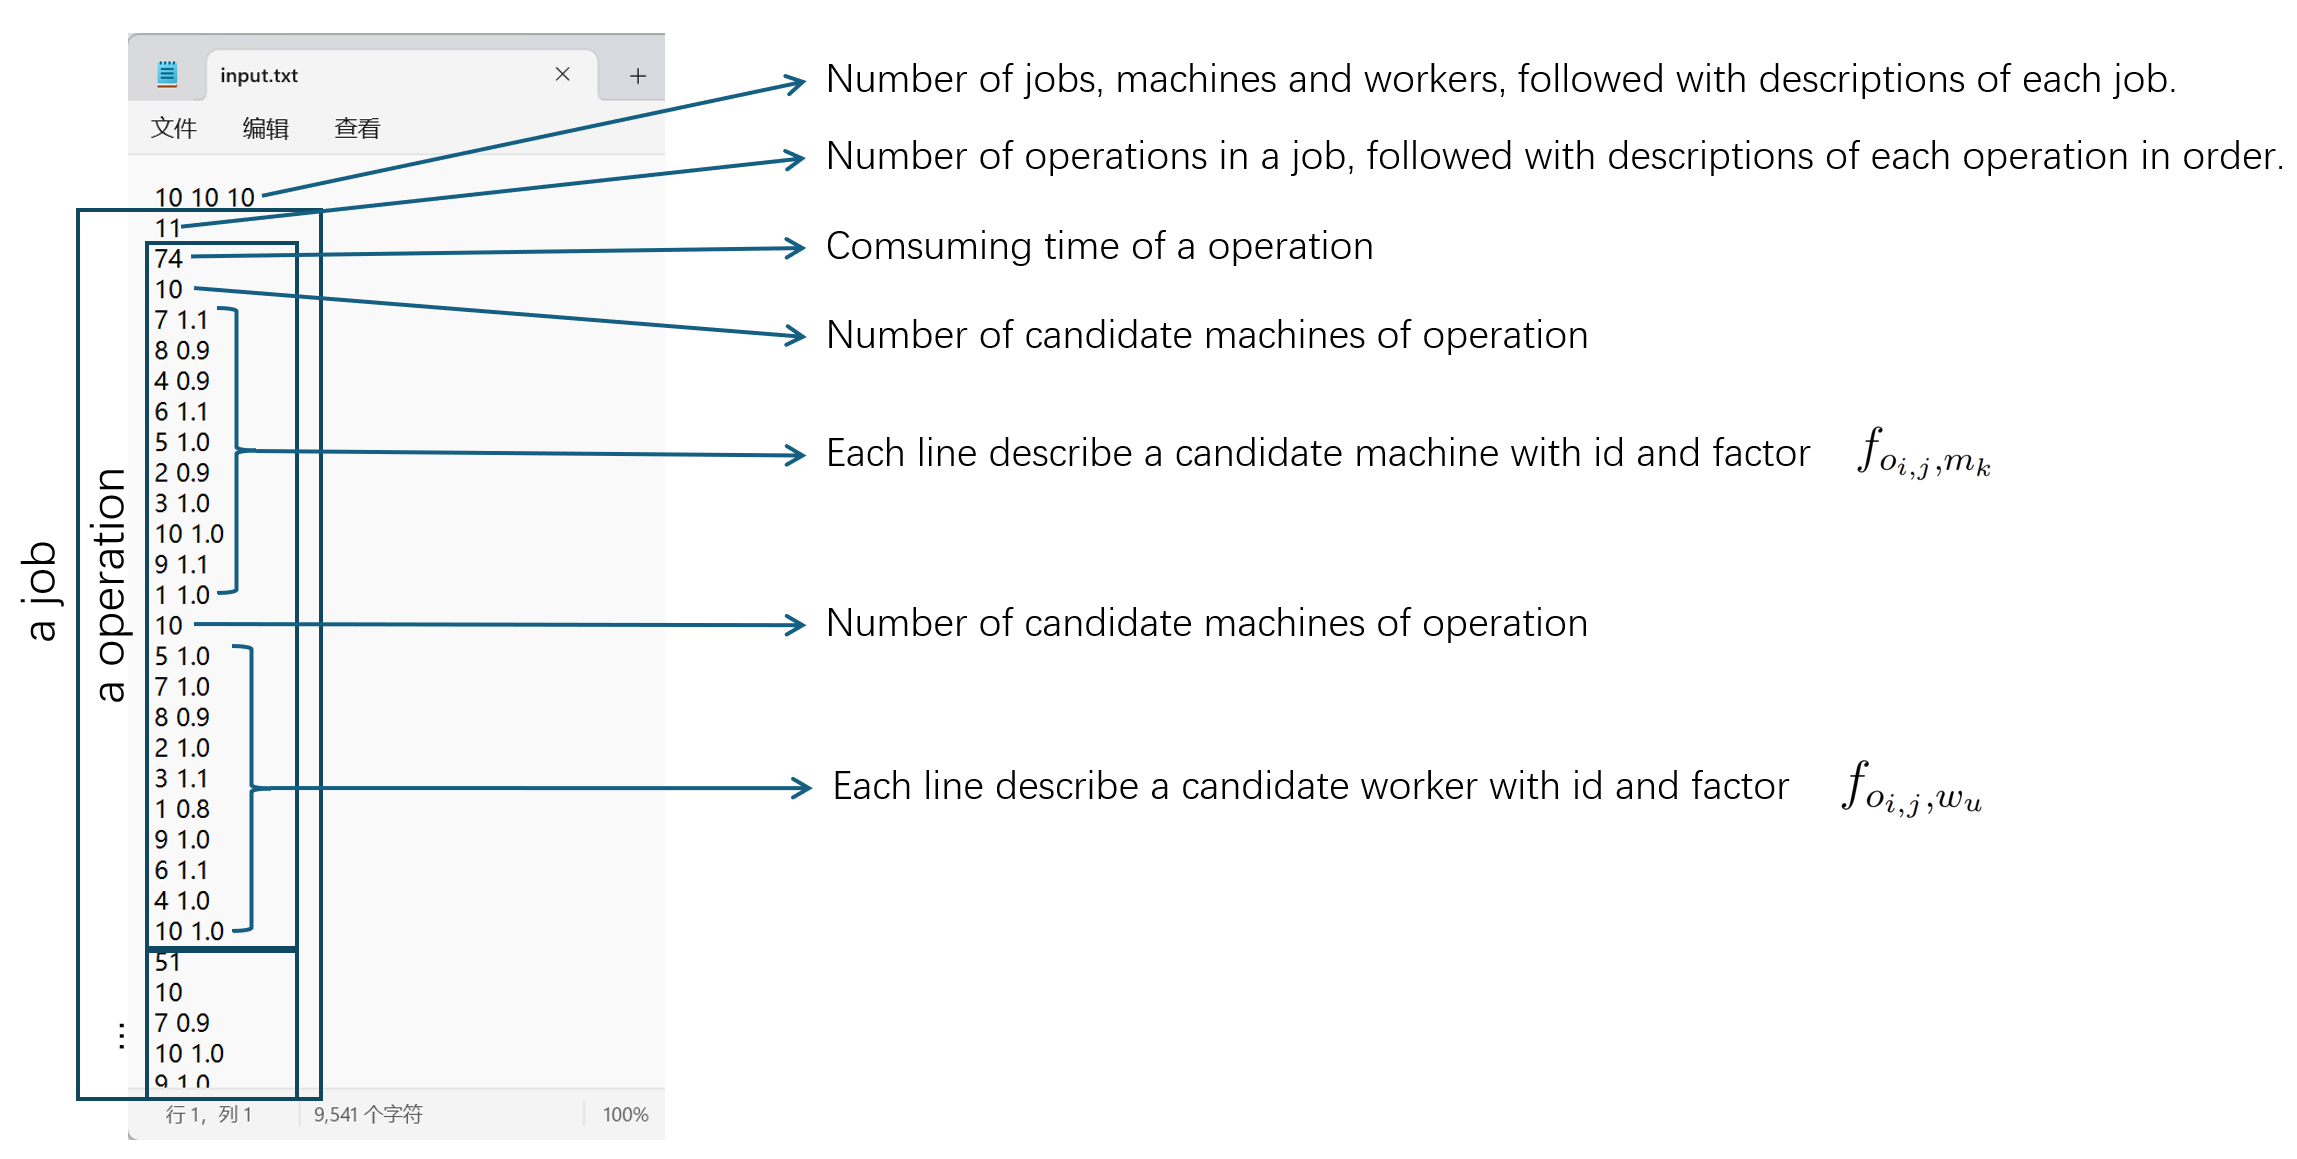 input.txt
文件 编辑 查看
10 10 10
11
74
10
7 1.1
8 0.9
4 0.9
6 1.1
5 1.0
2 0.9
3 1.0
10 1.0
9 1.1
1 1.0
10
5 1.0
7 1.0
8 0.9
2 1.0
3 1.1
1 0.8
9 1.0
6 1.1
4 1.0
10 1.0
51
10
7 0.9
10 1.0
9 1.0
行 1, 列 1 9,541 个字符 100%
a job
a operation
...
Number of jobs, machines and workers, followed with descriptions of each job.
Number of operations in a job, followed with descriptions of each operation in order.
Comsuming time of a operation
Number of candidate machines of operation
Each line describe a candidate machine with id and factor f_{o_{i,j},m_k}
Number of candidate machines of operation
Each line describe a candidate worker with id and factor f_{o_{i,j},w_u}